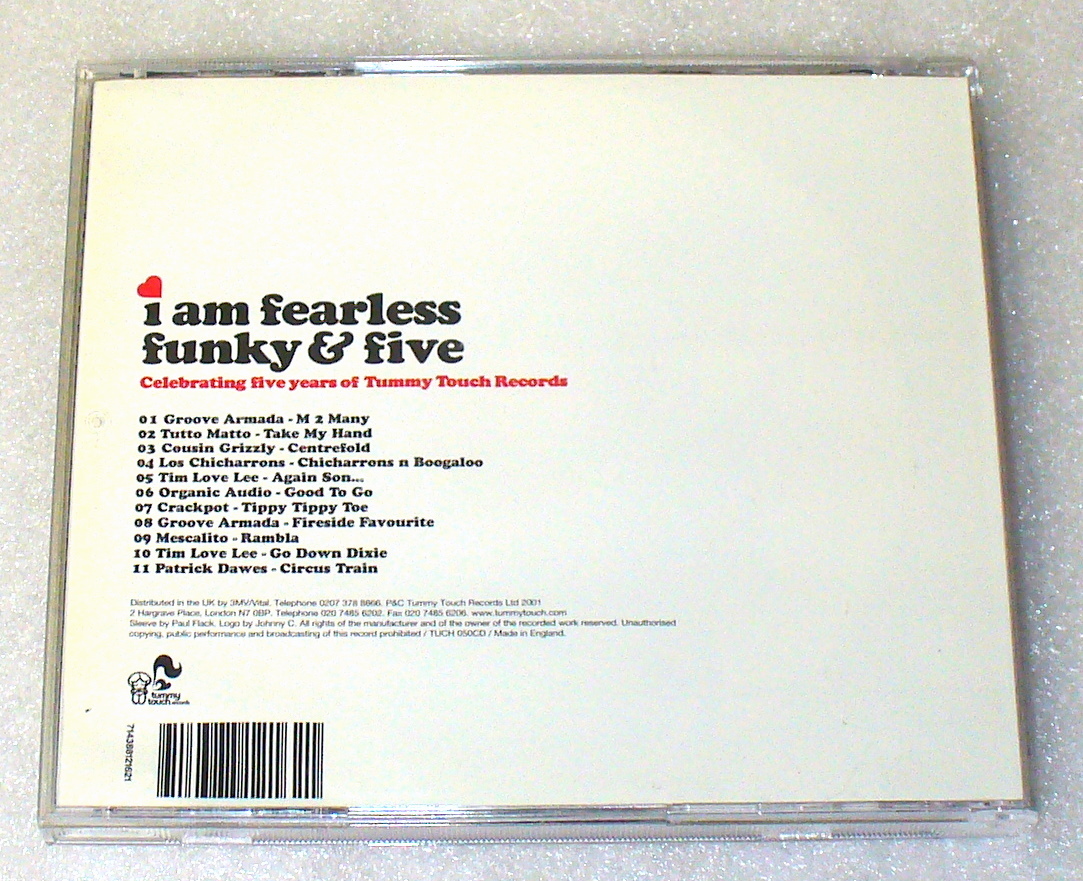 i am fearless
funky & five
Celebrating five years of Tummy Touch Records
01 Groove Armada - M 2 Many
02 Tutto Matto - Take My Hand
03 Cousin Grizzly - Centrefold
04 Los Chicharrons - Chicharrons n Boogaloo
05 Tim Love Lee - Again Son...
06 Organic Audio - Good To Go
07 Crackpot - Tippy Tippy Toe
08 Groove Armada - Fireside Favourite
09 Mescalito - Rambla
10 Tim Love Lee - Go Down Dixie
11 Patrick Dawes - Circus Train
Distributed in the UK by 3MV/Vital. Telephone 0207 378 8866. P&C Tummy Touch Records Ltd 2001
2 Hargrave Place, London N7 0BP. Telephone 020 7485 6202. Fax 020 7485 6206. www.tummytouch.com
Sleeve by Paul Flack. Logo by Johnny C. All rights of the manufacturer and of the owner of the recorded work reserved. Unauthorised
copying, public performance and broadcasting of this record prohibited / TUCH 050CD / Made in England.
tummy
touch records